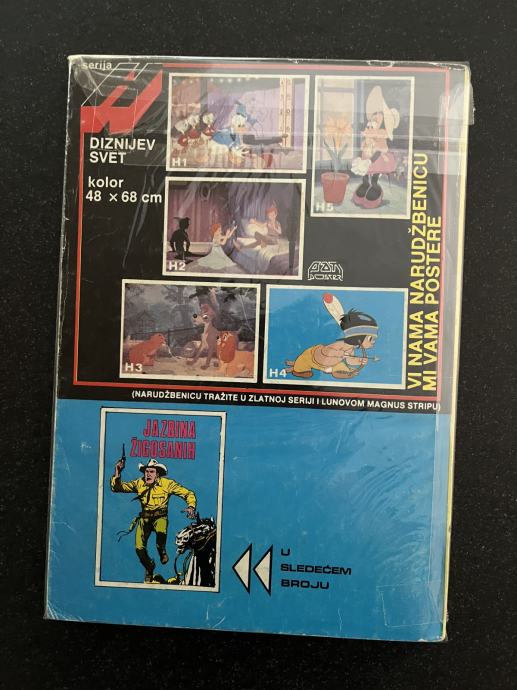 serija
H
DIZNIJEV
SVET
kolor
48 × 68 cm
H1
H5
H2
H3
H4
VI NAMA NARUDŽBENICU
MI VAMA POSTERE
(NARUDŽBENICU TRAŽITE U ZLATNOJ SERIJI I LUNOVOM MAGNUS STRIPU)
JAZBINA
ŽIGOSANIH
U
SLEDEĆEM
BROJU